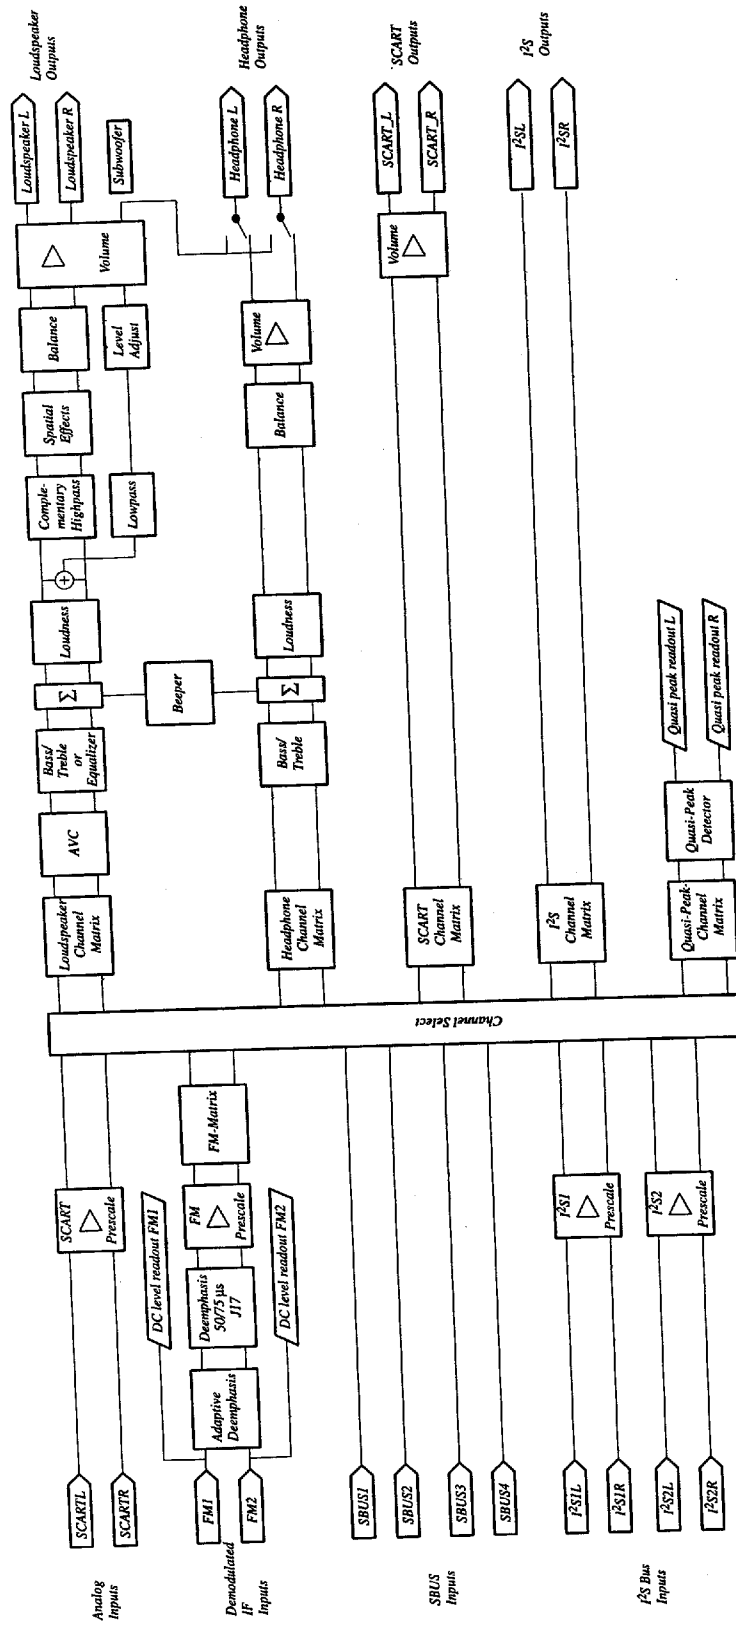 Analog
Inputs
SCARTL
SCARTR
SCART
Prescale
Demodulated
IF
Inputs
FM1
FM2
DC level readout FM1
Adaptive
Deemphasis
Deemphasis
50/75 µs
J17
FM
Prescale
FM-Matrix
DC level readout FM2
SBUS
Inputs
SBUS1
SBUS2
SBUS3
SBUS4
I²S Bus
Inputs
I²S1L
I²S1R
I²S2L
I²S2R
I²S1
Prescale
I²S2
Prescale
Channel Select
Loudspeaker
Channel
Matrix
AVC
Bass/
Treble
or
Equalizer
Σ
Loudness
+
Comple-
mentary
Highpass
Spatial
Effects
Balance
Volume
Lowpass
Level
Adjust
Loudspeaker L
Loudspeaker R
Subwoofer
Loudspeaker
Outputs
Beeper
Headphone
Channel
Matrix
Bass/
Treble
Σ
Loudness
Balance
Volume
Headphone L
Headphone R
Headphone
Outputs
SCART
Channel
Matrix
Volume
SCART_L
SCART_R
SCART
Outputs
I²S
Channel
Matrix
I²SL
I²SR
I²S
Outputs
Quasi-Peak-
Channel
Matrix
Quasi-Peak
Detector
Quasi peak readout L
Quasi peak readout R